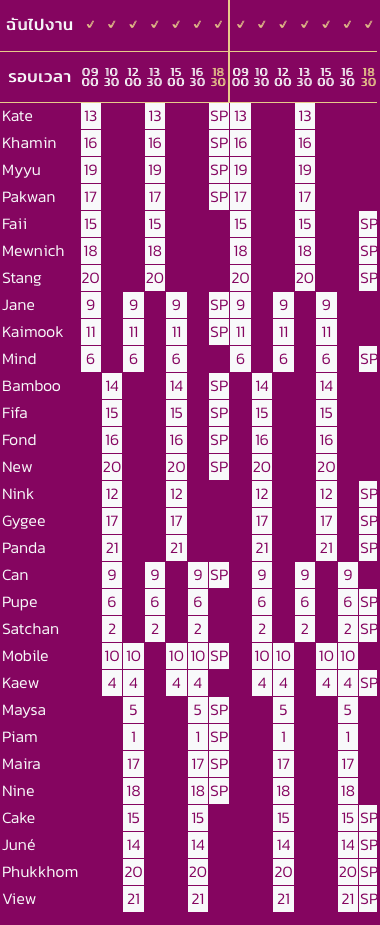 ฉันไปงาน ✓ ✓ ✓ ✓ ✓ ✓ ✓ ✓ ✓ ✓ ✓ ✓ ✓ ✓
รอบเวลา 09 00 10 30 12 00 13 30 15 00 16 30 18 30 09 00 10 30 12 00 13 30 15 00 16 30 18 30
Kate 13 13 SP 13 13
Khamin 16 16 SP 16 16
Myyu 19 19 SP 19 19
Pakwan 17 17 SP 17 17
Faii 15 15 15 15 SP
Mewnich 18 18 18 18 SP
Stang 20 20 20 20 SP
Jane 9 9 9 SP 9 9 9
Kaimook 11 11 11 SP 11 11 11
Mind 6 6 6 6 6 6 SP
Bamboo 14 14 SP 14 14
Fifa 15 15 SP 15 15
Fond 16 16 SP 16 16
New 20 20 SP 20 20
Nink 12 12 12 12 SP
Gygee 17 17 17 17 SP
Panda 21 21 21 21 SP
Can 9 9 9 SP 9 9 9
Pupe 6 6 6 6 6 6 SP
Satchan 2 2 2 2 2 2 SP
Mobile 10 10 10 10 SP 10 10 10 10
Kaew 4 4 4 4 4 4 4 4 SP
Maysa 5 5 SP 5 5
Piam 1 1 SP 1 1
Maira 17 17 SP 17 17
Nine 18 18 SP 18 18
Cake 15 15 15 15 SP
Juné 14 14 14 14 SP
Phukkhom 20 20 20 20 SP
View 21 21 21 21 SP